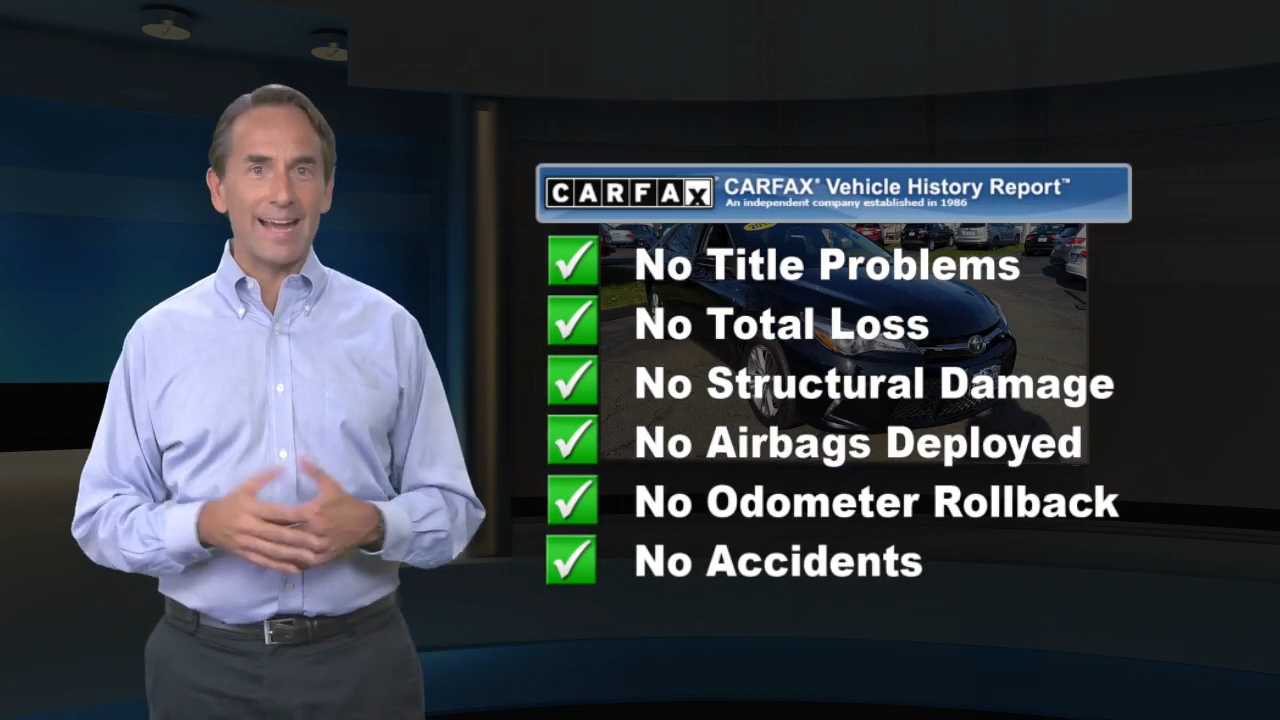 CARFAX CARFAX® Vehicle History Report™
An independent company established in 1986
No Title Problems
No Total Loss
No Structural Damage
No Airbags Deployed
No Odometer Rollback
No Accidents